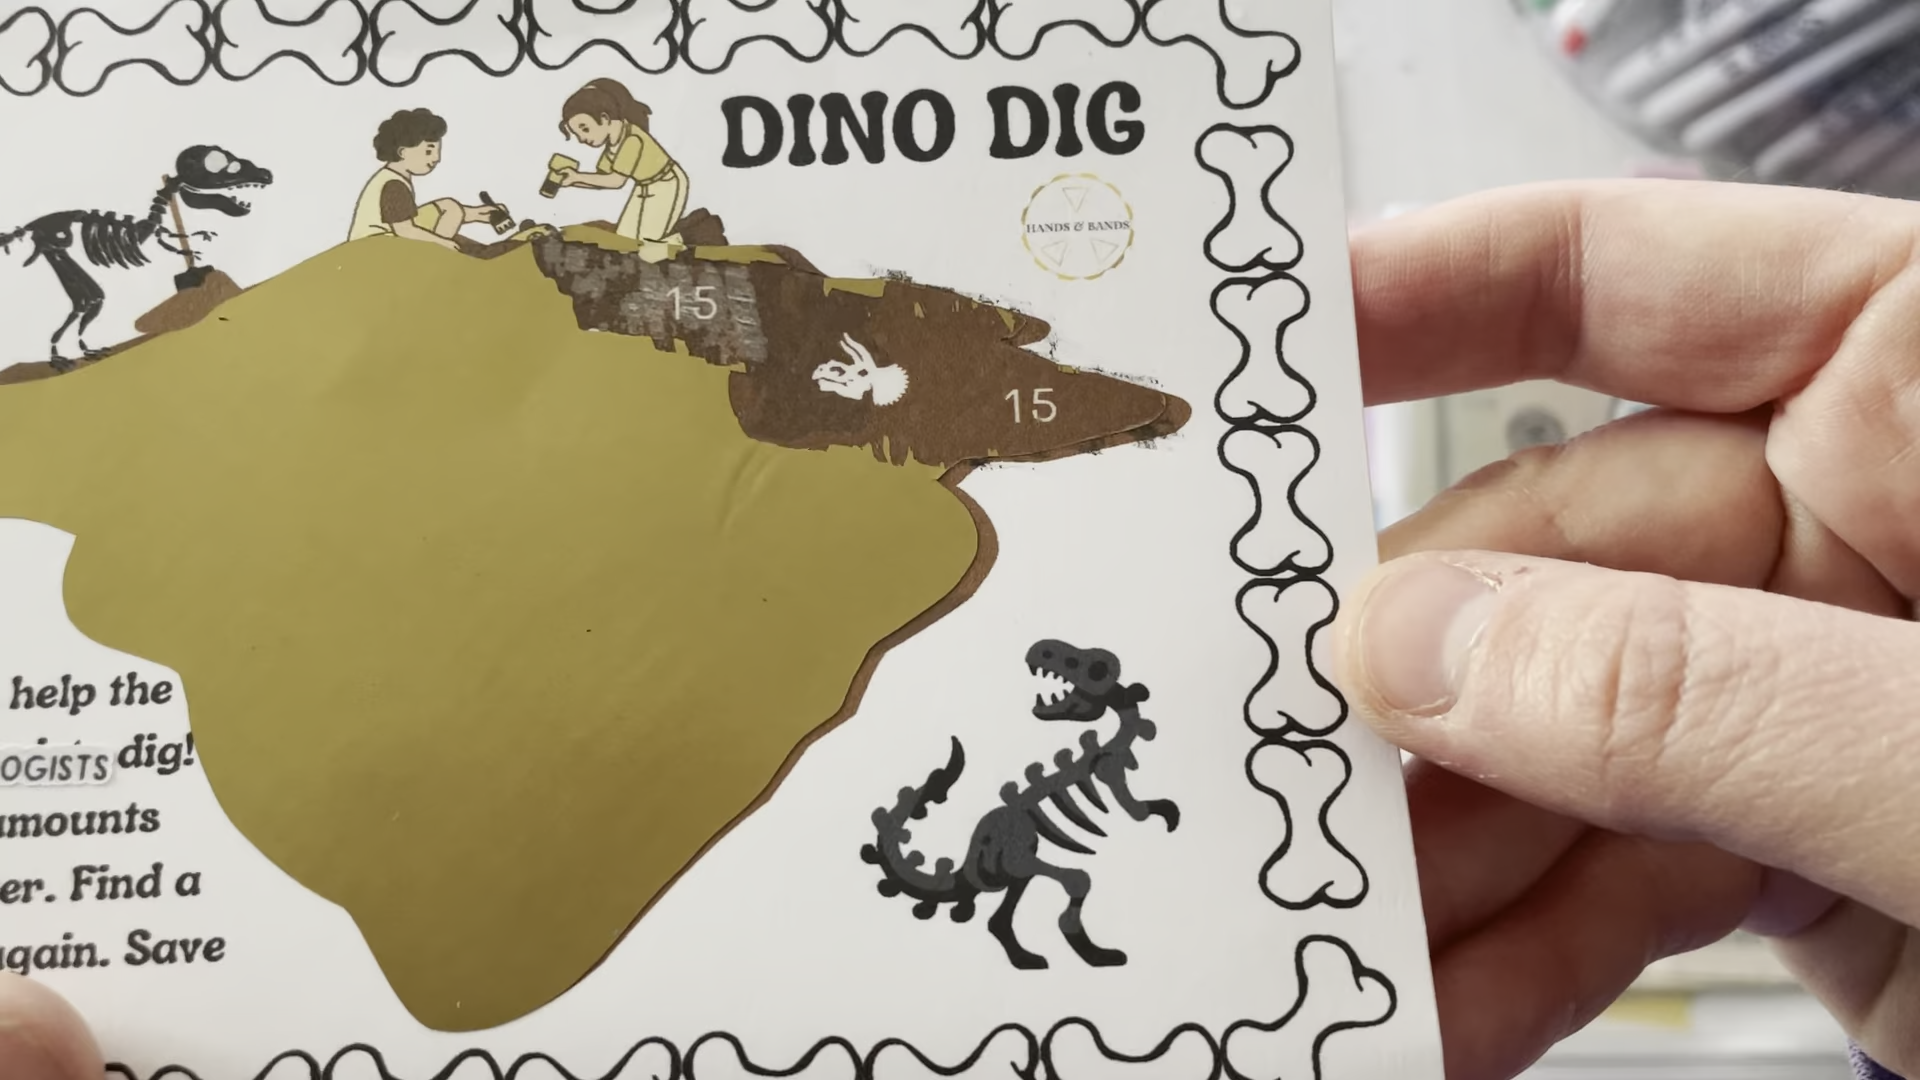 DINO DIG
HANDS & BANDS
15
15
help the
OGISTS dig!
amounts
er. Find a
again. Save